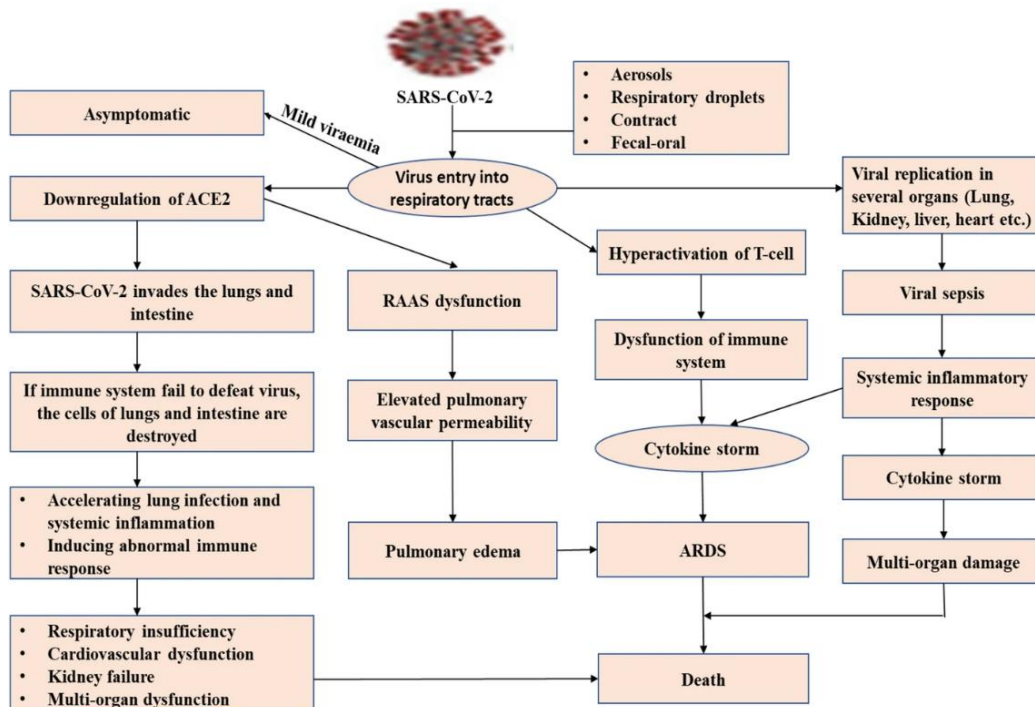 SARS-CoV-2
• Aerosols
• Respiratory droplets
• Contract
• Fecal-oral
Asymptomatic
Mild viraemia
Virus entry into
respiratory tracts
Viral replication in
several organs (Lung,
Kidney, liver, heart etc.)
Downregulation of ACE2
Hyperactivation of T-cell
SARS-CoV-2 invades the lungs and
intestine
RAAS dysfunction
Viral sepsis
Dysfunction of immune
system
If immune system fail to defeat virus,
the cells of lungs and intestine are
destroyed
Elevated pulmonary
vascular permeability
Systemic inflammatory
response
Cytokine storm
Cytokine storm
• Accelerating lung infection and
systemic inflammation
• Inducing abnormal immune
response
Pulmonary edema
ARDS
Multi-organ damage
• Respiratory insufficiency
• Cardiovascular dysfunction
• Kidney failure
• Multi-organ dysfunction
Death